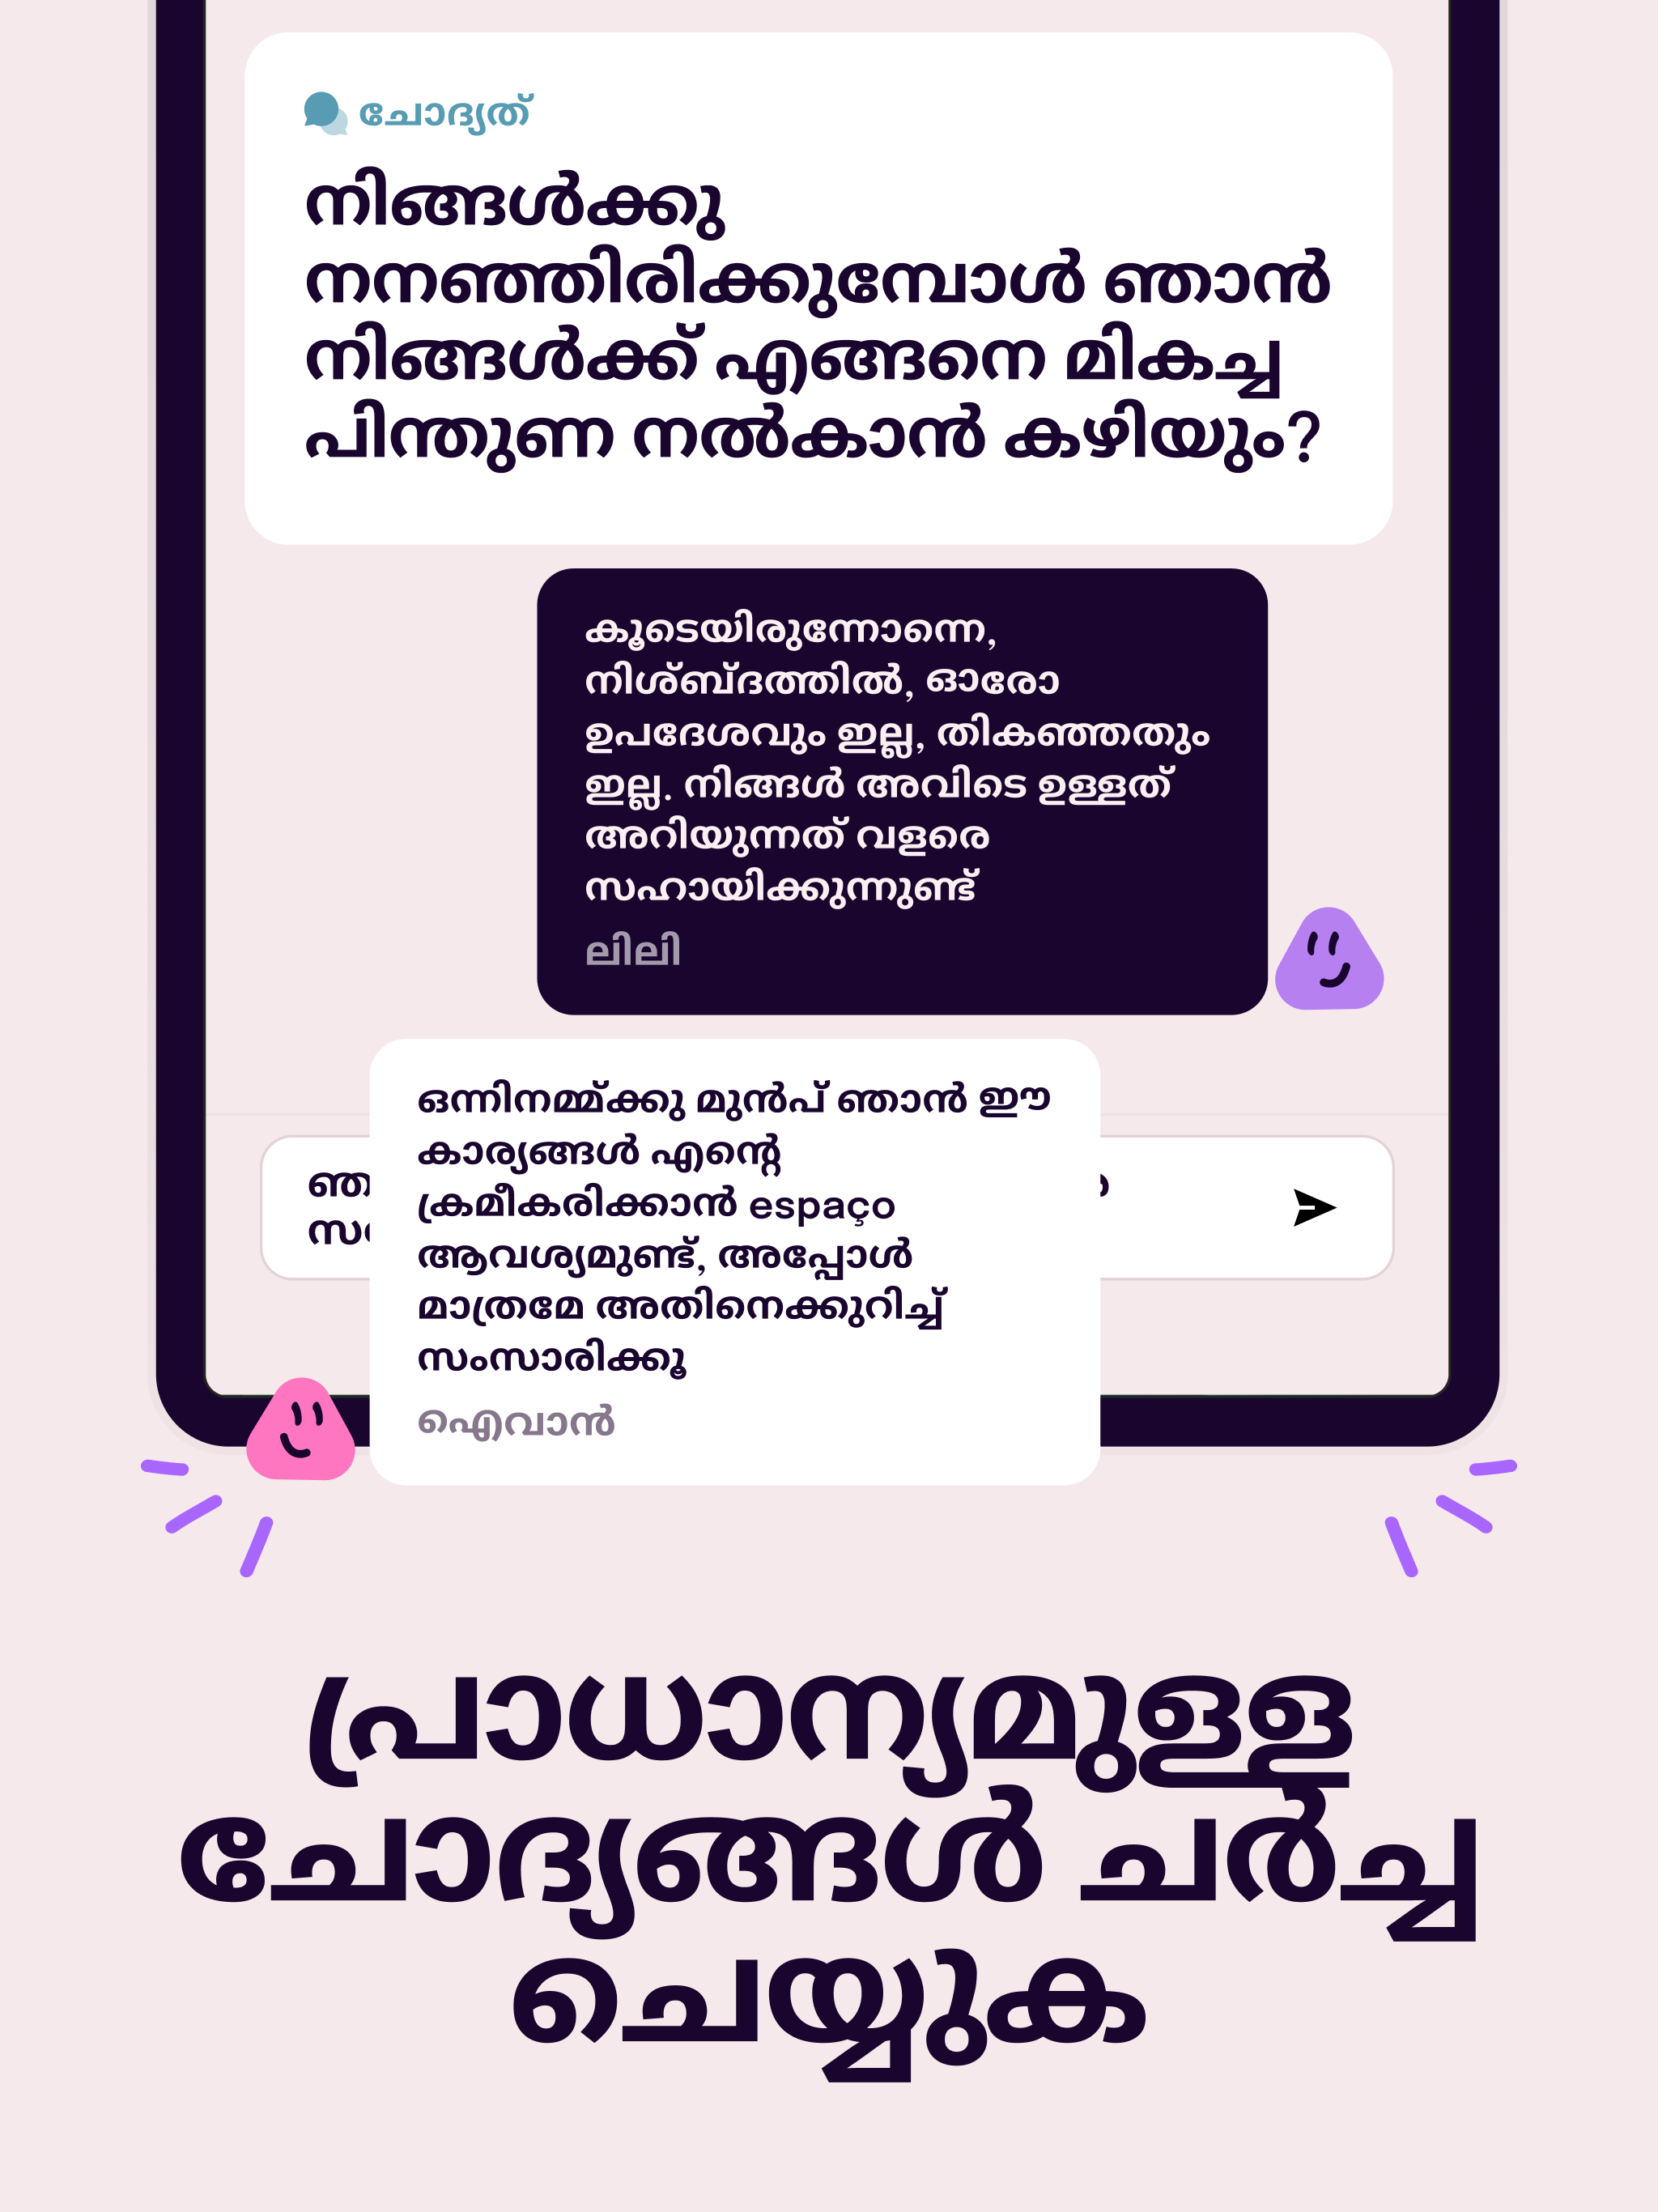 ചോദ്യത്
നിങ്ങൾക്കു
നനഞ്ഞിരിക്കുമ്പോൾ ഞാൻ
നിങ്ങൾക്ക് എങ്ങനെ മികച്ച
പിന്തുണ നൽകാൻ കഴിയും?
കൂടെയിരുന്നോന്നെ,
നിശ്ബ്ദത്തിൽ, ഓരോ
ഉപദേശവും ഇല്ല, തികഞ്ഞതും
ഇല്ല. നിങ്ങൾ അവിടെ ഉള്ളത്
അറിയുന്നത് വളരെ
സഹായിക്കുന്നുണ്ട്
ലിലി
ഒന്നിനമ്മ്ക്കു മുൻപ് ഞാൻ ഈ
കാര്യങ്ങൾ എന്റെ
ക്രമീകരിക്കാൻ espaço
ആവശ്യമുണ്ട്, അപ്പോൾ
മാത്രമേ അതിനെക്കുറിച്ച്
സംസാരിക്കൂ
ഐവാൻ
പ്രാധാന്യമുള്ള
ചോദ്യങ്ങൾ ചർച്ച
ചെയ്യുക